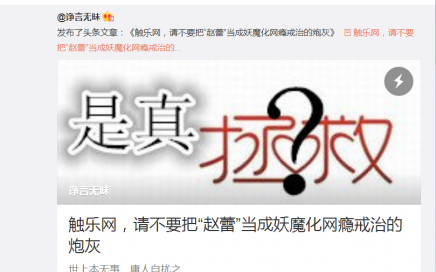 @诤言无昧
发布了头条文章：《触乐网，请不要把“赵蕾”当成妖魔化网瘾戒治的炮灰》 触乐网，请不要
把“赵蕾”当成妖魔化网瘾戒治的...
是真拯救?
诤言无昧
触乐网，请不要把“赵蕾”当成妖魔化网瘾戒治的
炮灰
世上本无事，庸人自扰之